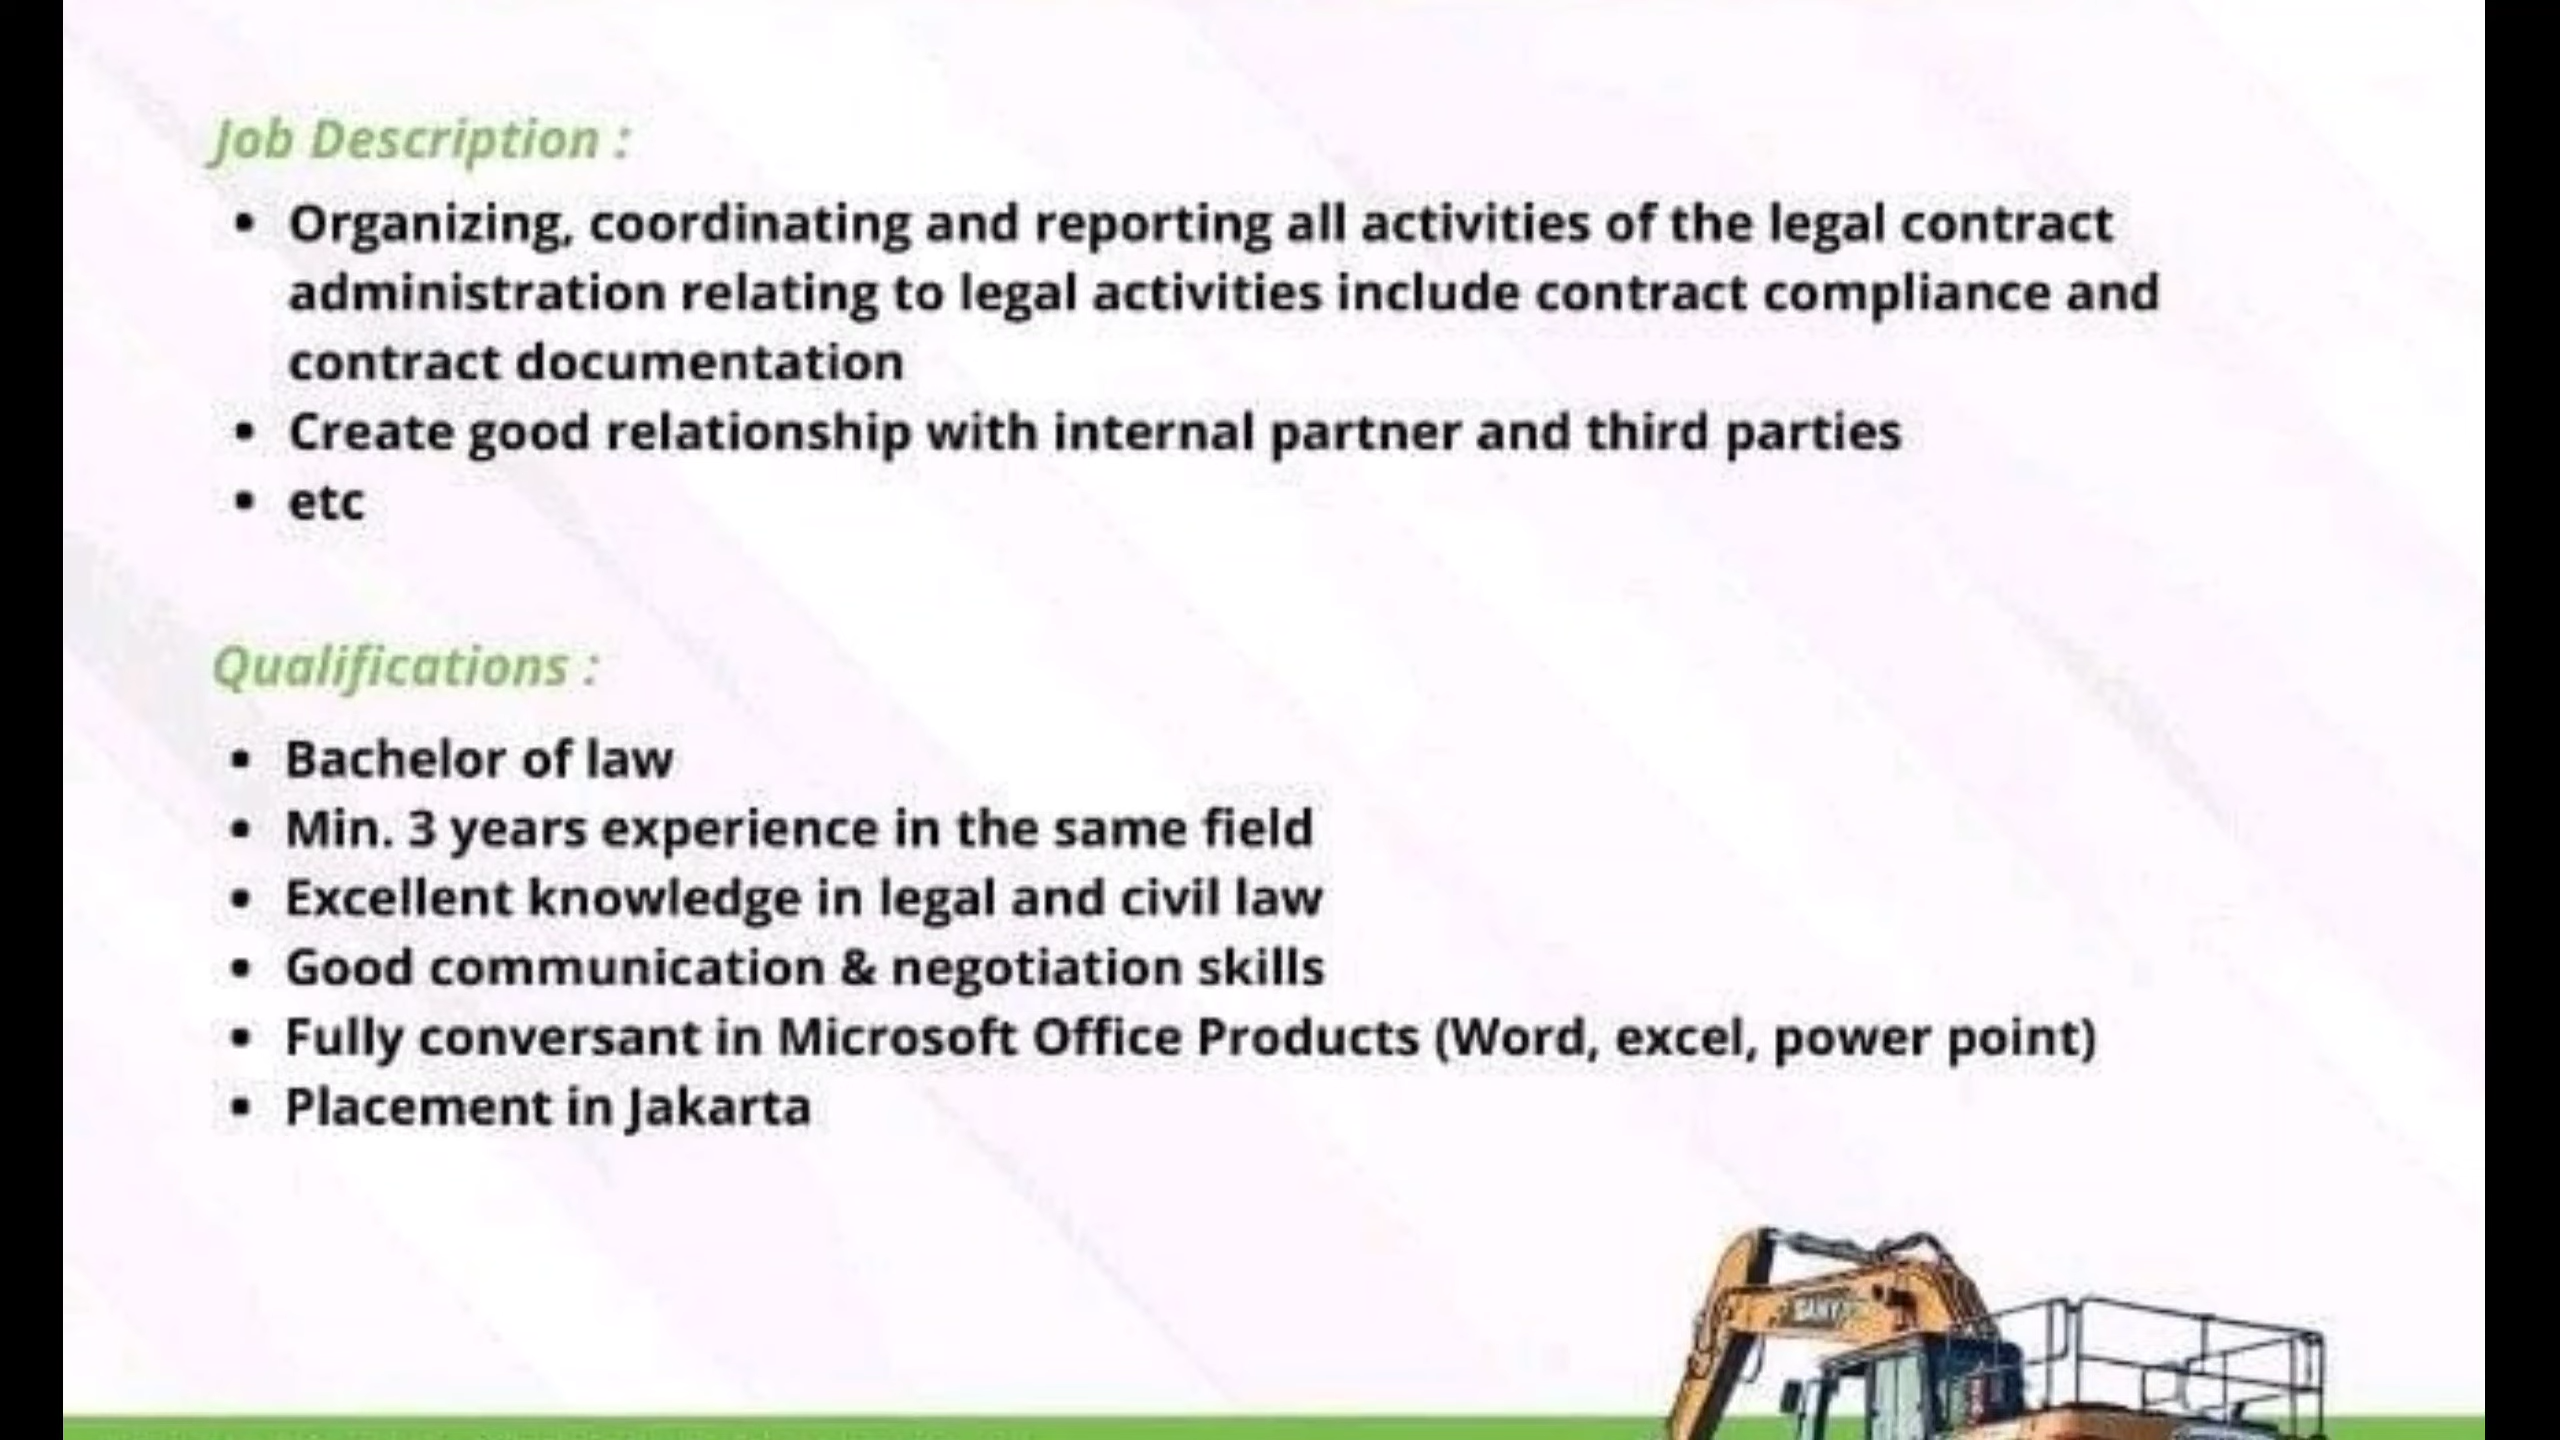 Job Description :
• Organizing, coordinating and reporting all activities of the legal contract
administration relating to legal activities include contract compliance and
contract documentation
• Create good relationship with internal partner and third parties
• etc
Qualifications :
• Bachelor of law
• Min. 3 years experience in the same field
• Excellent knowledge in legal and civil law
• Good communication & negotiation skills
• Fully conversant in Microsoft Office Products (Word, excel, power point)
• Placement in Jakarta